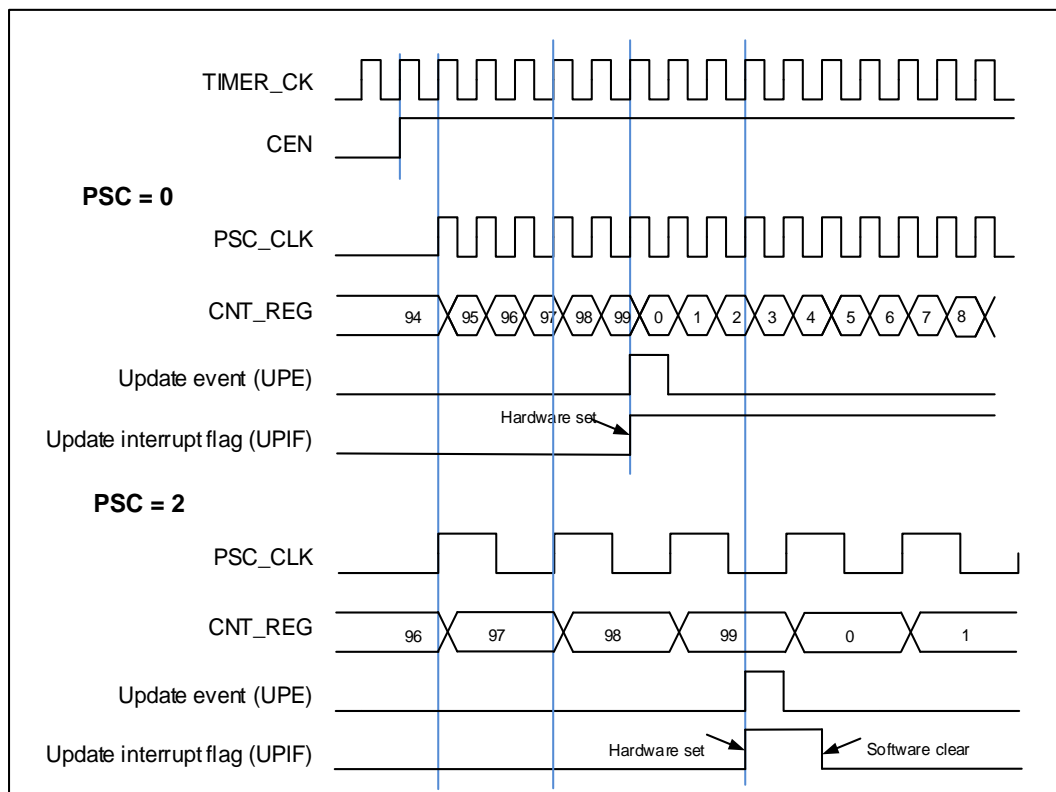 TIMER_CK
CEN
PSC = 0
PSC_CLK
CNT_REG 94 95 96 97 98 99 0 1 2 3 4 5 6 7 8
Update event (UPE)
Hardware set
Update interrupt flag (UPIF)
PSC = 2
PSC_CLK
CNT_REG 96 97 98 99 0 1
Update event (UPE)
Update interrupt flag (UPIF) Hardware set Software clear